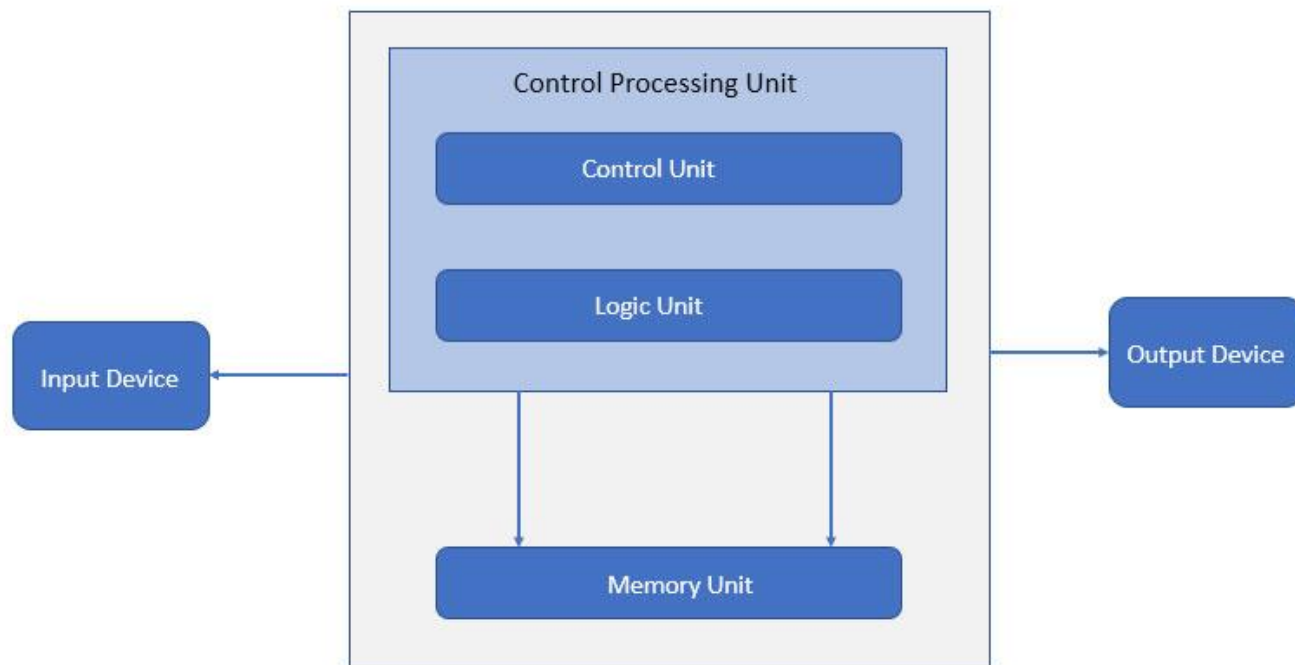 Control Processing Unit
Control Unit
Logic Unit
Input Device
Output Device
Memory Unit